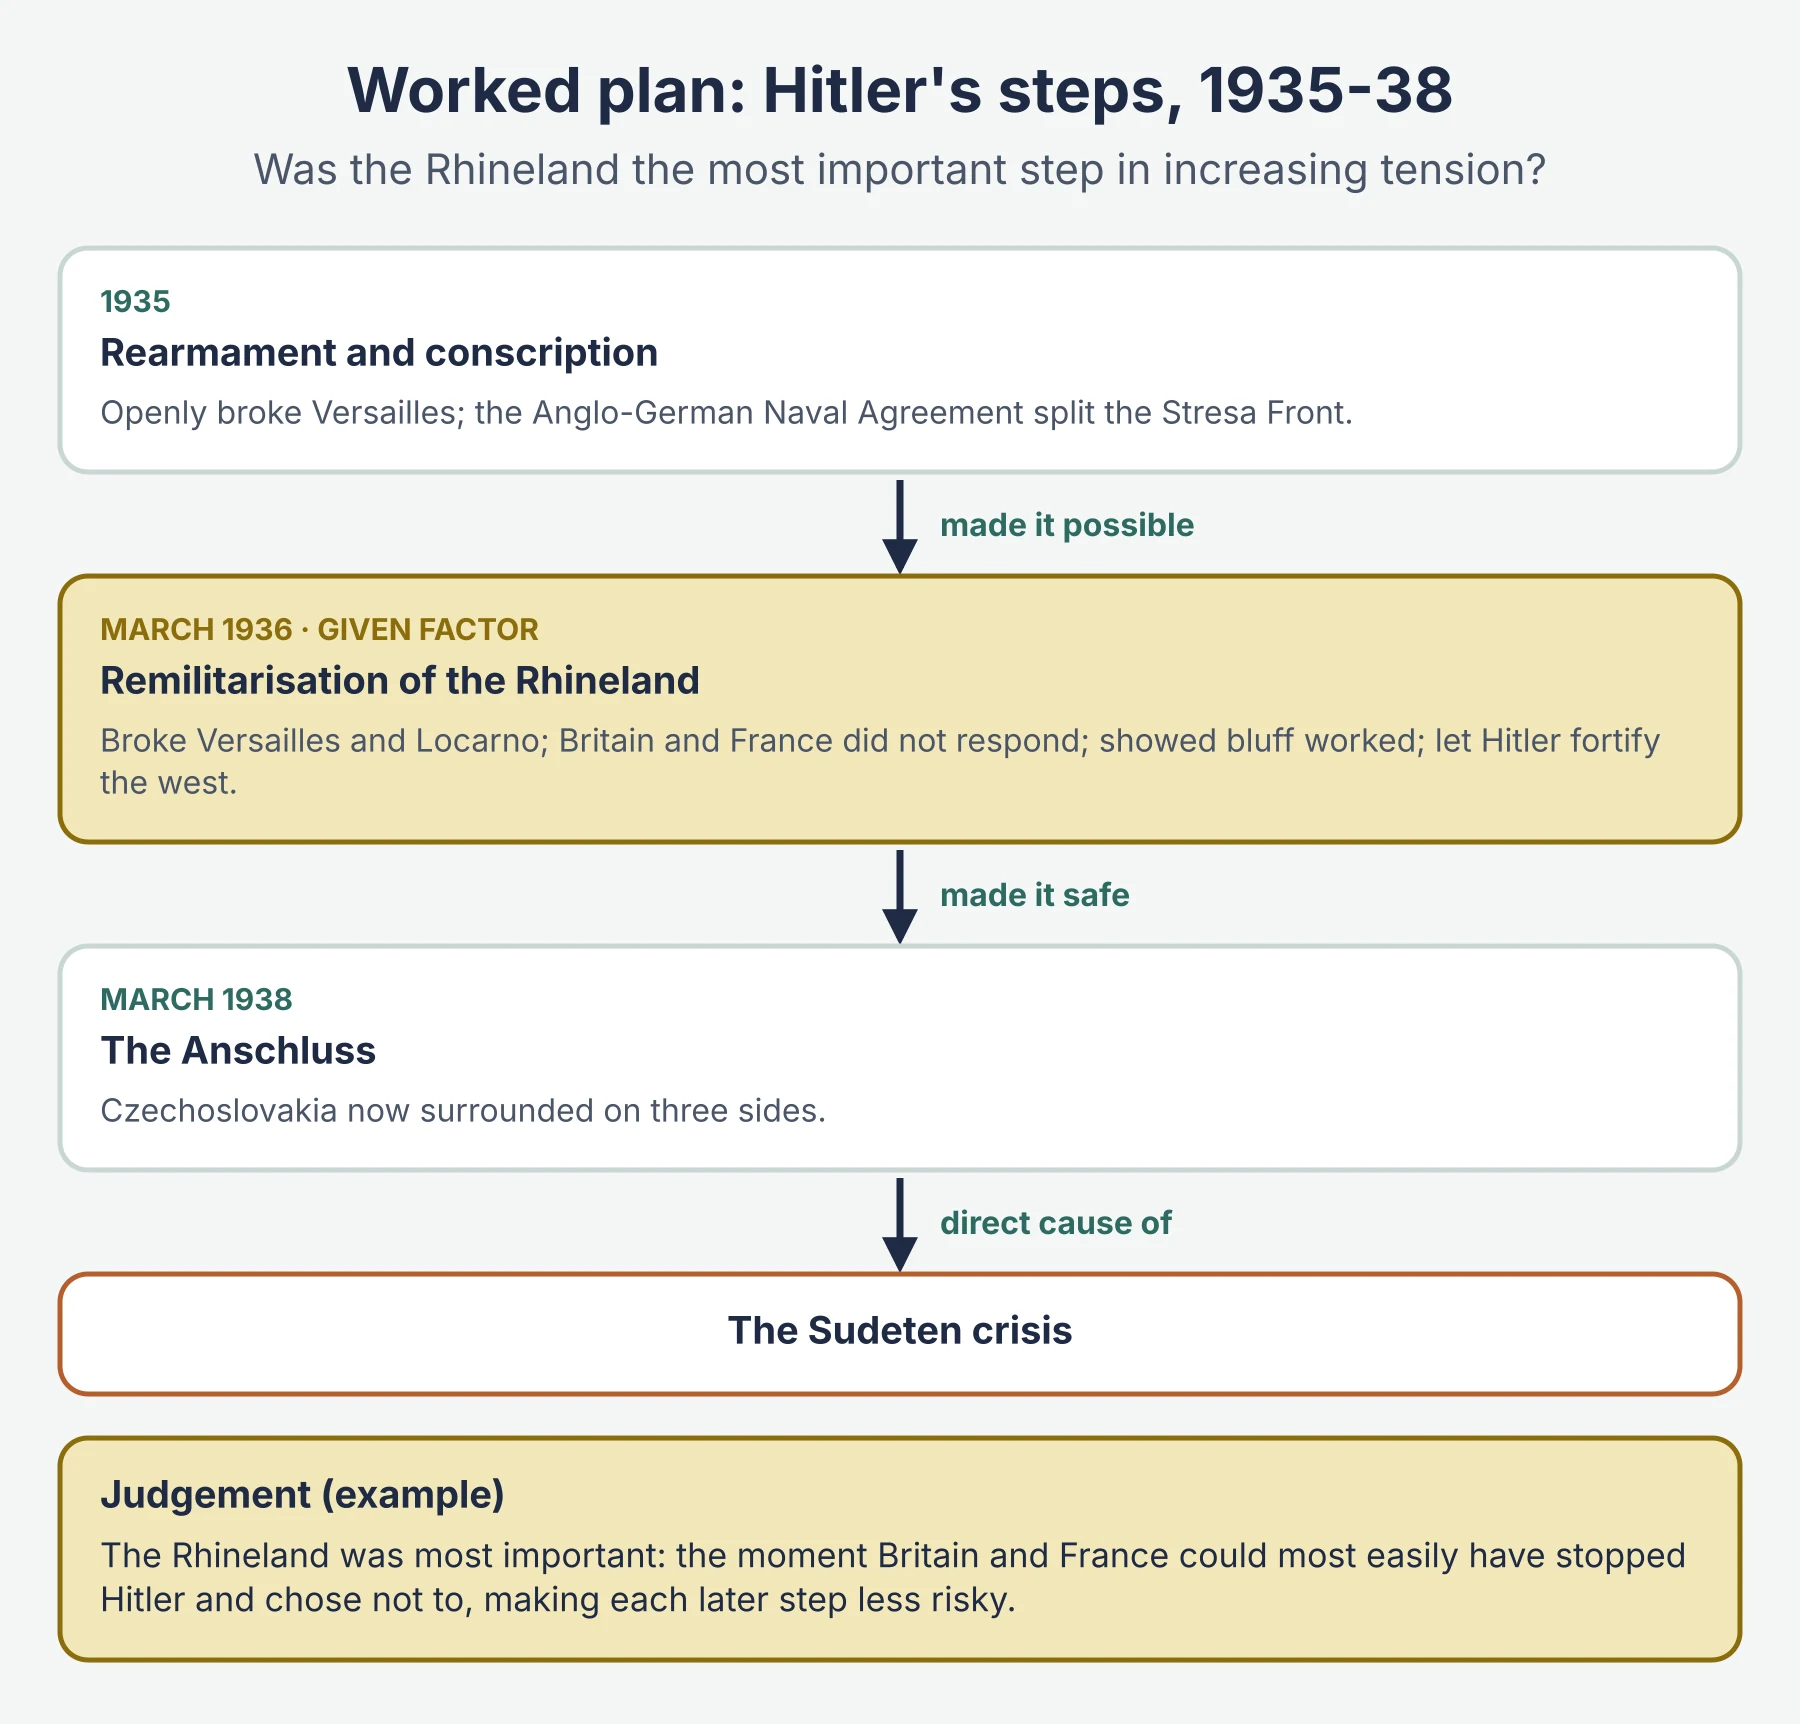 Worked plan: Hitler's steps, 1935-38
Was the Rhineland the most important step in increasing tension?
1935
Rearmament and conscription
Openly broke Versailles; the Anglo-German Naval Agreement split the Stresa Front.
made it possible
MARCH 1936 · GIVEN FACTOR
Remilitarisation of the Rhineland
Broke Versailles and Locarno; Britain and France did not respond; showed bluff worked; let Hitler fortify
the west.
made it safe
MARCH 1938
The Anschluss
Czechoslovakia now surrounded on three sides.
direct cause of
The Sudeten crisis
Judgement (example)
The Rhineland was most important: the moment Britain and France could most easily have stopped
Hitler and chose not to, making each later step less risky.